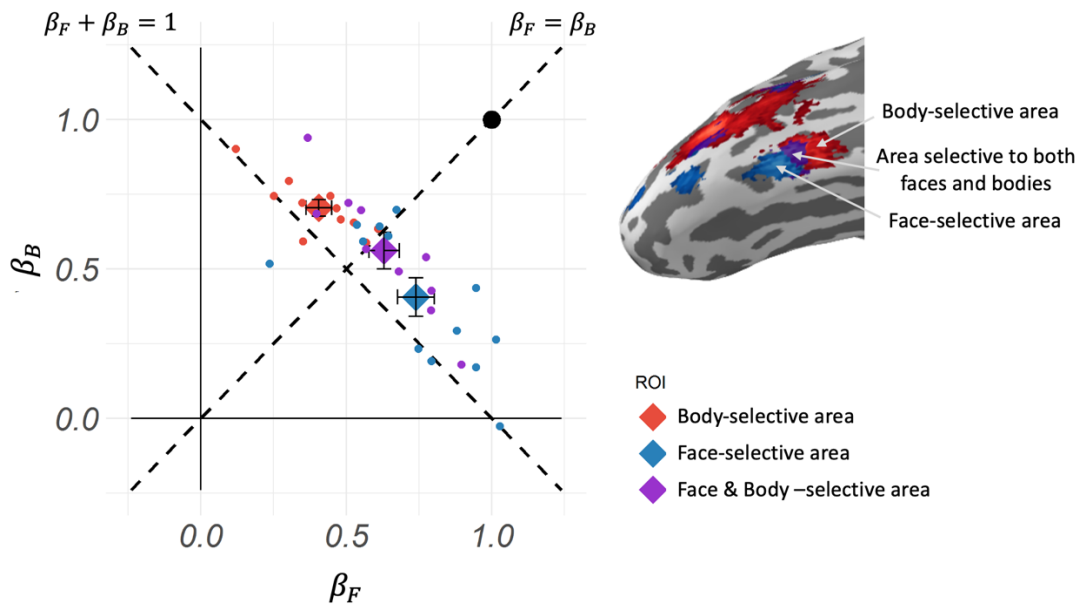 β_F + β_B = 1
β_F = β_B
1.0
0.5
0.0
β_B
0.0 0.5 1.0
β_F
Body-selective area
Area selective to both
faces and bodies
Face-selective area
ROI
Body-selective area
Face-selective area
Face & Body –selective area